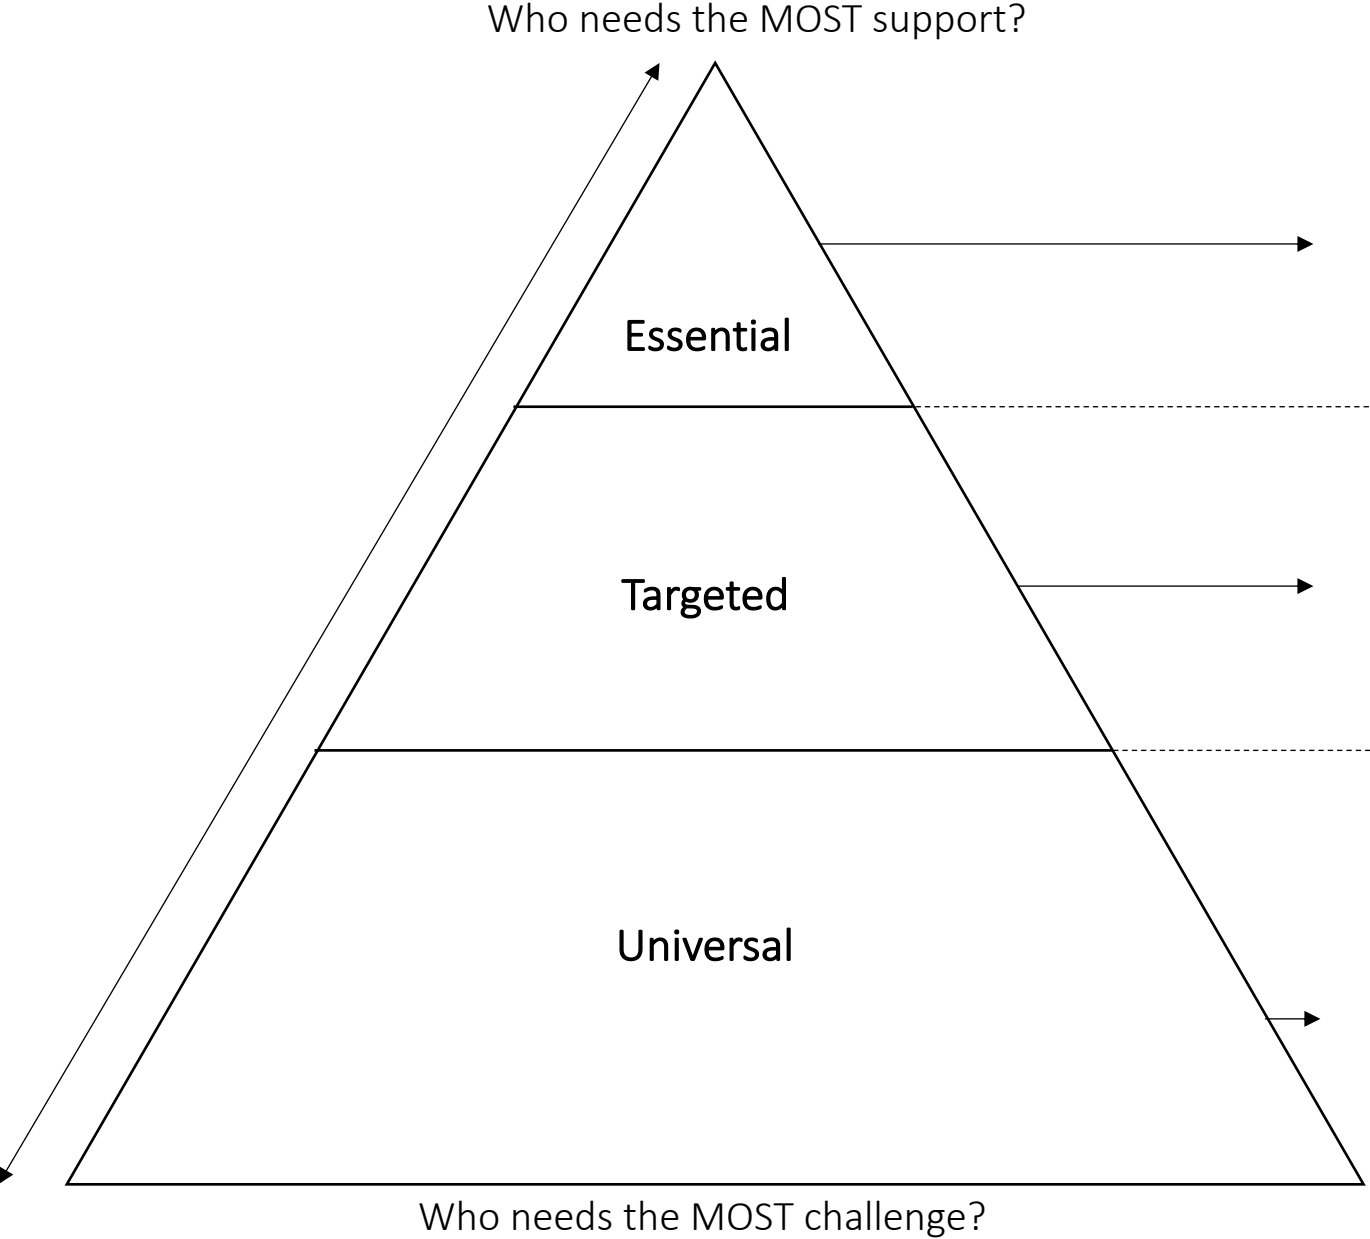 Who needs the MOST support?
Essential
Targeted
Universal
Who needs the MOST challenge?